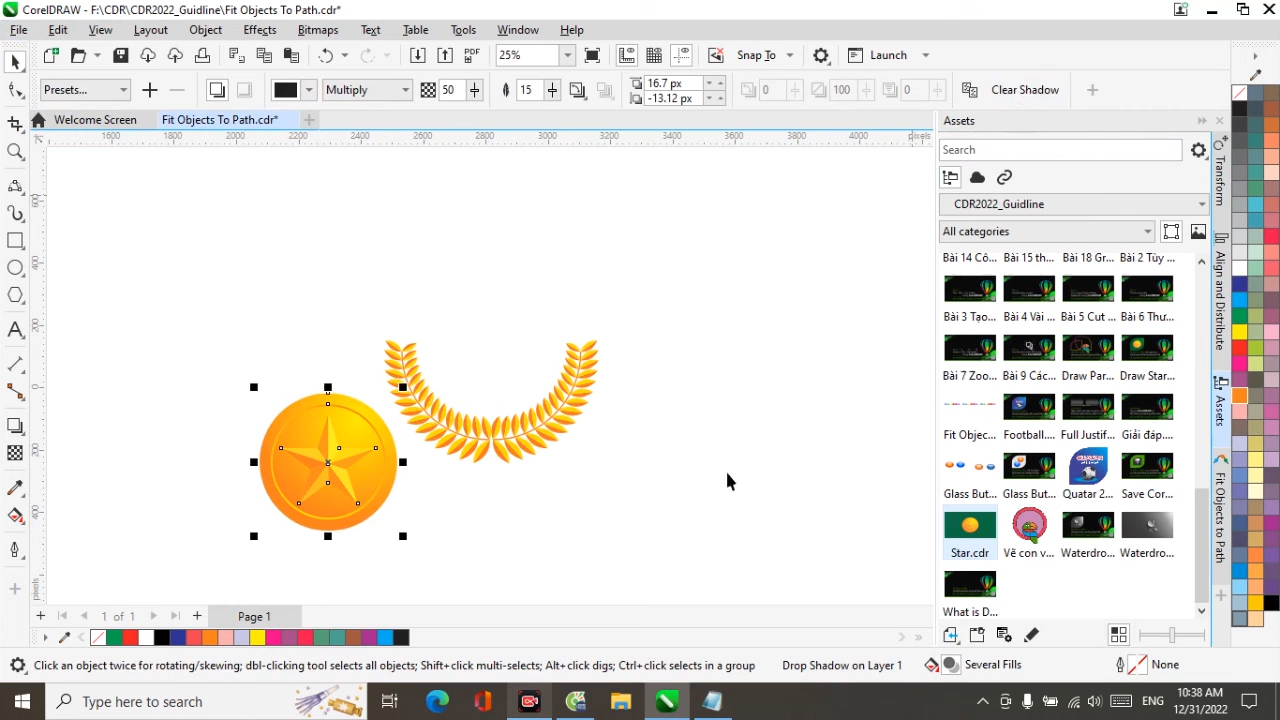 CorelDRAW - F:\CDR\CDR2022_Guidline\Fit Objects To Path.cdr*
File Edit View Layout Object Effects Bitmaps Text Table Tools Window Help
PDF 25% Snap To Launch
Presets... Multiply 50 15 16.7 px -13.12 px 0 100 0 Clear Shadow
Welcome Screen Fit Objects To Path.cdr* Assets
1600 1800 2000 2200 2400 2600 2800 3000 3200 3400 3600 3800 4000 pixels
Search
CDR2022_Guidline
All categories
Bài 14 Cò... Bài 15 th... Bài 18 Gr... Bài 2 Tùy ...
Bài 3 Tạo... Bài 4 Vài ... Bài 5 Cut ... Bài 6 Thư...
Bài 7 Zoo... Bài 9 Các... Draw Par... Draw Star...
Fit Objec... Football.... Full Justif... Giải đáp....
Glass But... Glass But... Quatar 2... Save Cor...
Star.cdr Vẽ con v... Waterdro... Waterdro...
What is D...
Transform
Align and Distribute
Assets
Fit Objects to Path
1 of 1 Page 1
Click an object twice for rotating/skewing; dbl-clicking tool selects all objects; Shift+click multi-selects; Alt+click digs; Ctrl+click selects in a group Drop Shadow on Layer 1 Several Fills None
Type here to search ENG 10:38 AM
12/31/2022